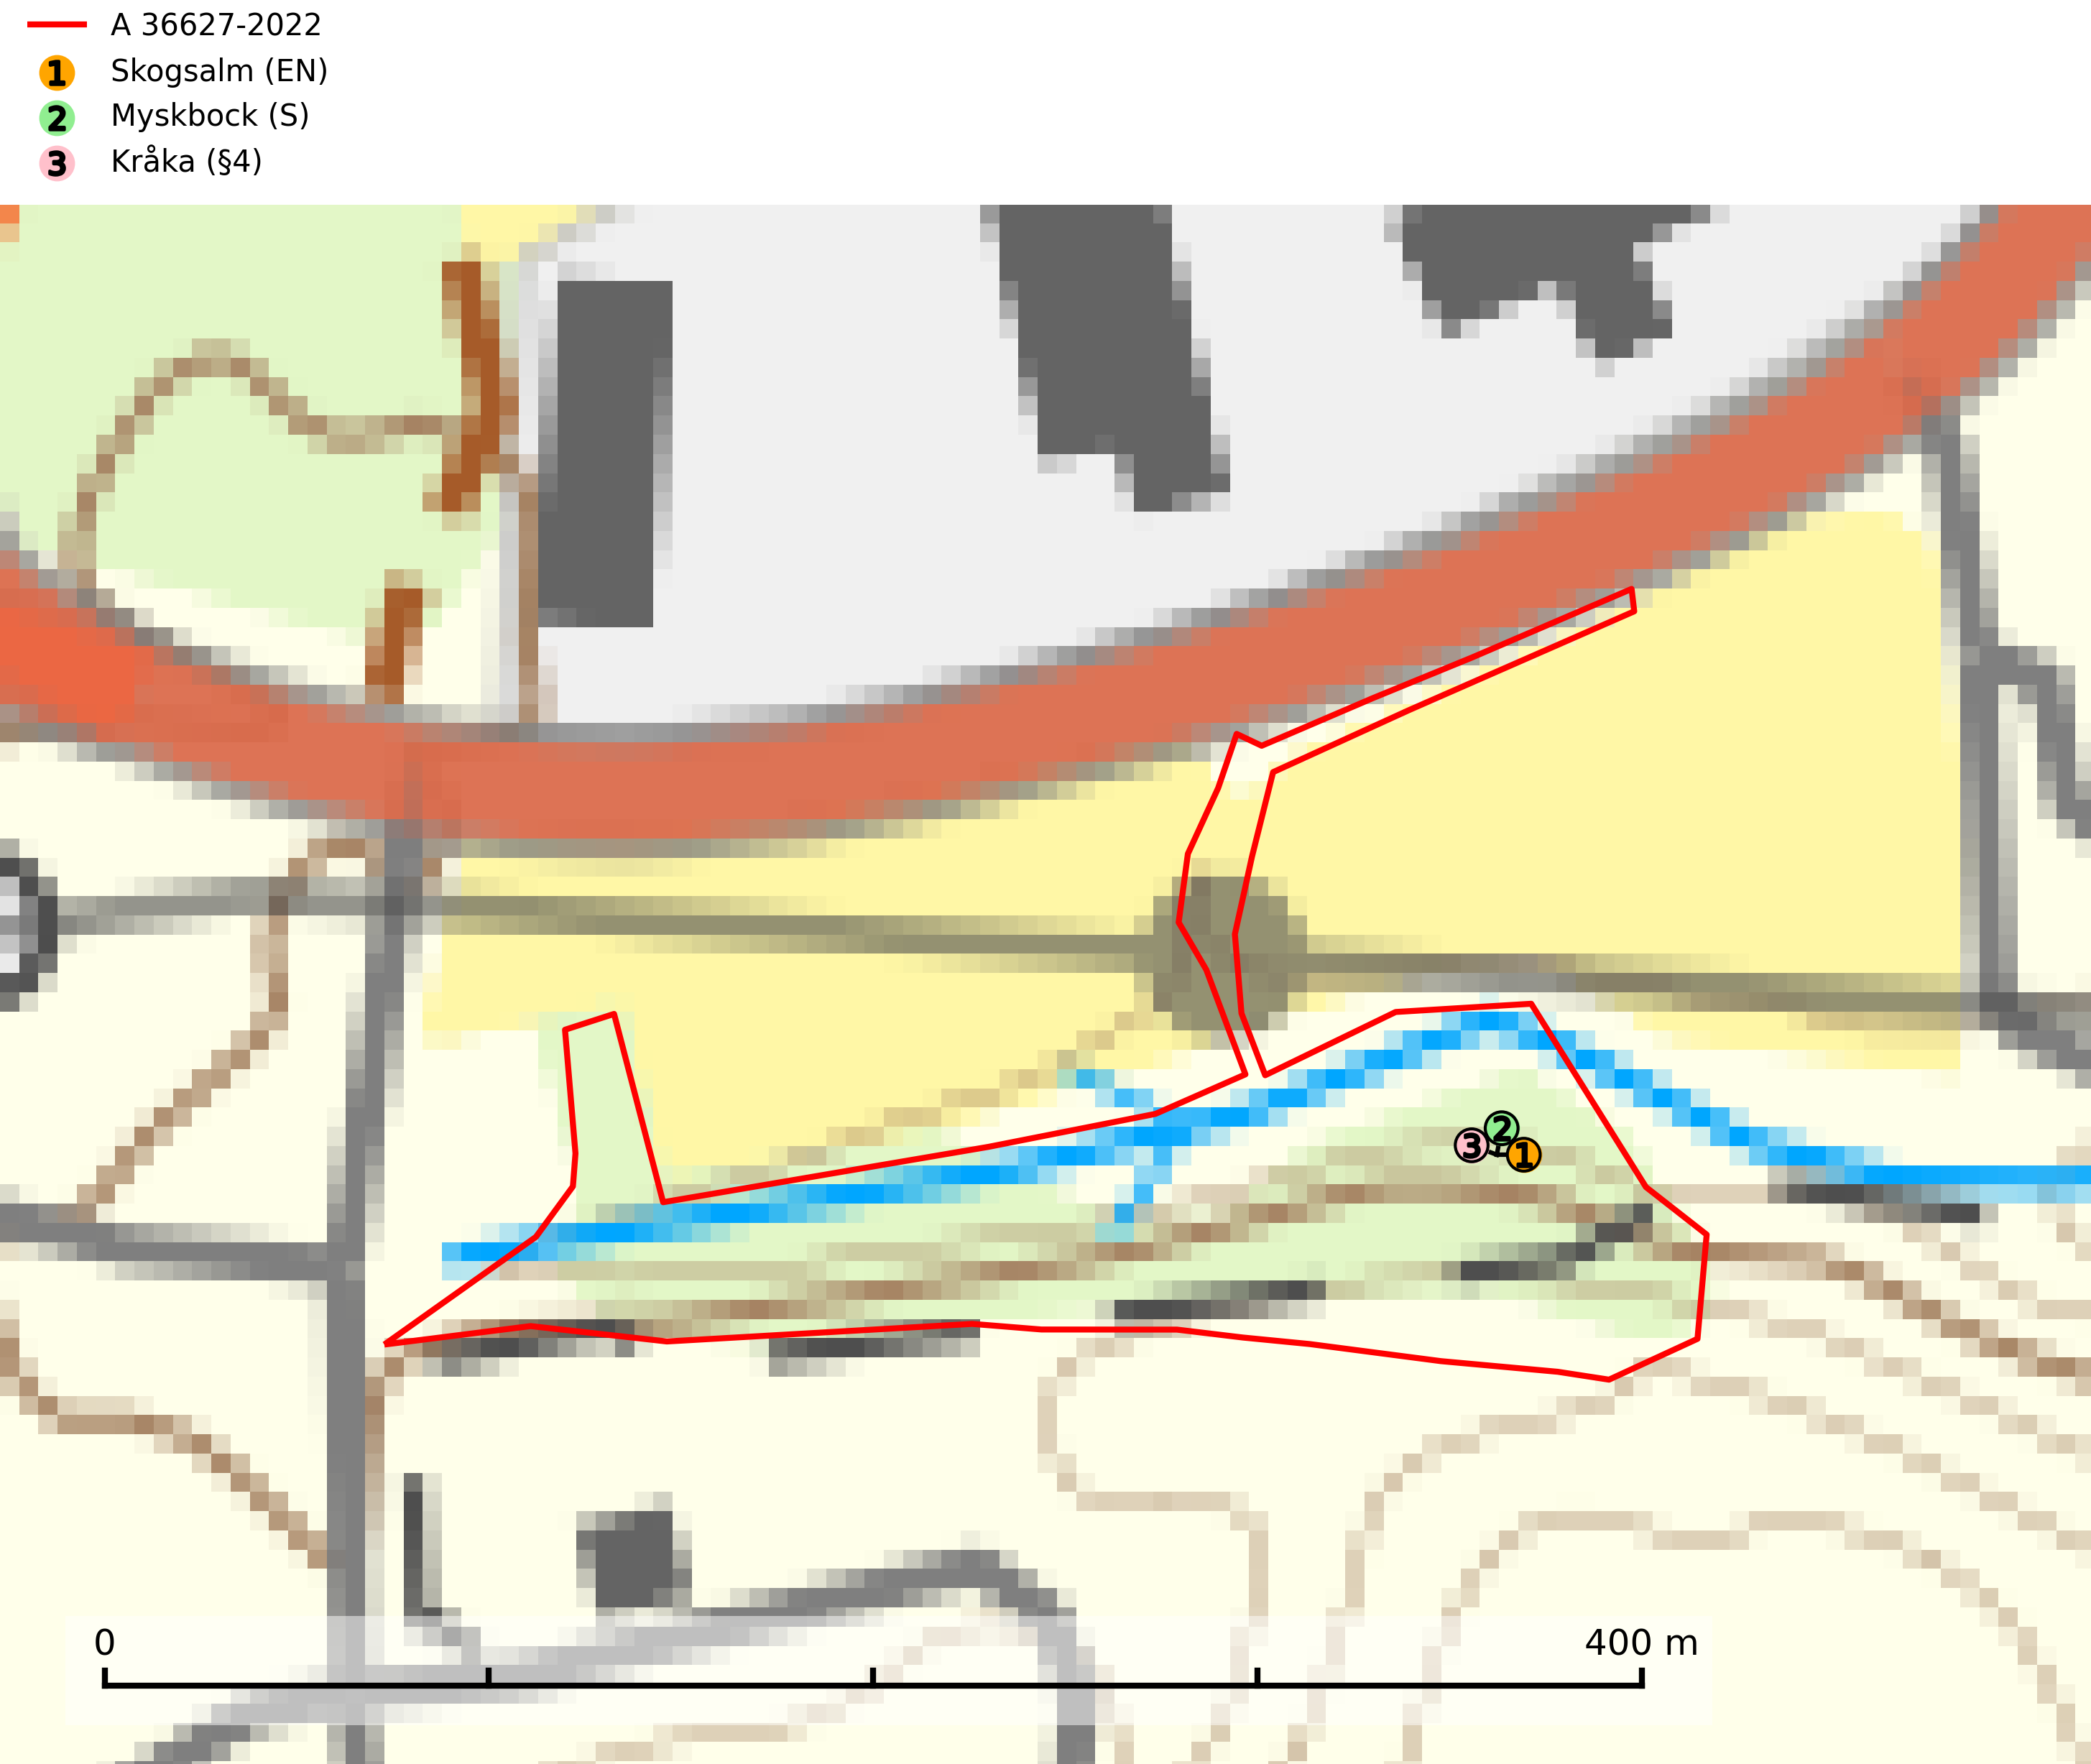 A 36627-2022
1 Skogsalm (EN)
2 Myskbock (S)
3 Kråka (§4)
2
3 1
0 400 m